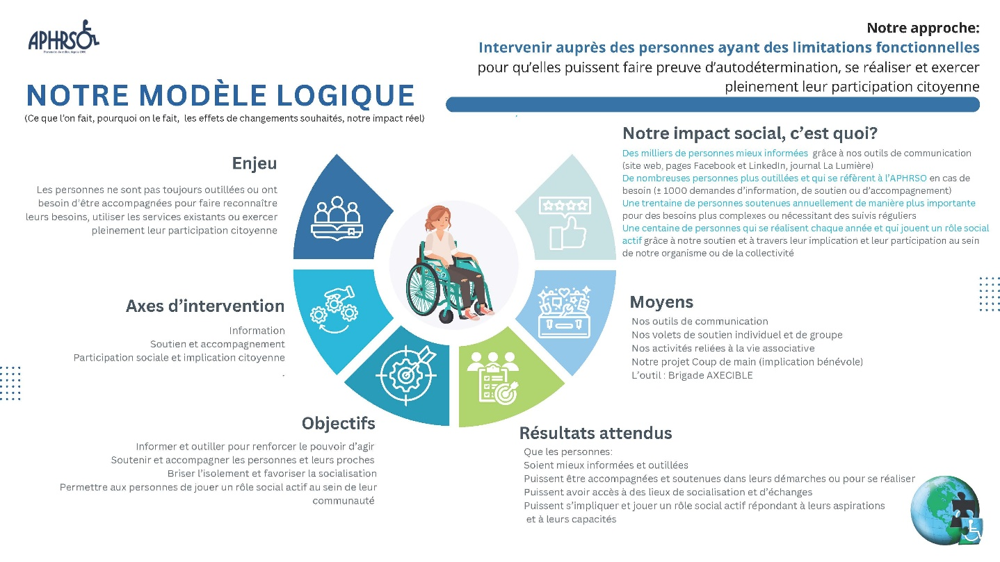 APHRSO
Partenaire du milieu depuis 1981
Notre approche:
Intervenir auprès des personnes ayant des limitations fonctionnelles
pour qu’elles puissent faire preuve d’autodétermination, se réaliser et exercer
pleinement leur participation citoyenne
NOTRE MODÈLE LOGIQUE
(Ce que l’on fait, pourquoi on le fait, les effets de changements souhaités, notre impact réel)
Enjeu
Les personnes ne sont pas toujours outillées ou ont
besoin d’être accompagnées pour faire reconnaître
leurs besoins, utiliser les services existants ou exercer
pleinement leur participation citoyenne
Axes d’intervention
Information
Soutien et accompagnement
Participation sociale et implication citoyenne
.
Objectifs
Informer et outiller pour renforcer le pouvoir d’agir
Soutenir et accompagner les personnes et leurs proches
Briser l’isolement et favoriser la socialisation
Permettre aux personnes de jouer un rôle social actif au sein de leur
communauté
Notre impact social, c’est quoi?
Des milliers de personnes mieux informées grâce à nos outils de communication
(site web, pages Facebook et LinkedIn, journal La Lumière)
De nombreuses personnes plus outillées et qui se réfèrent à l’APHRSO en cas de
besoin (± 1000 demandes d’information, de soutien ou d’accompagnement)
Une trentaine de personnes soutenues annuellement de manière plus importante
pour des besoins plus complexes ou nécessitant des suivis réguliers
Une centaine de personnes qui se réalisent chaque année et qui jouent un rôle social
actif grâce à notre soutien et à travers leur implication et leur participation au sein
de notre organisme ou de la collectivité
Moyens
Nos outils de communication
Nos volets de soutien individuel et de groupe
Nos activités reliées à la vie associative
Notre projet Coup de main (implication bénévole)
L’outil : Brigade AXECIBLE
Résultats attendus
Que les personnes:
Soient mieux informées et outillées
Puissent être accompagnées et soutenues dans leurs démarches ou pour se réaliser
Puissent avoir accès à des lieux de socialisation et d’échanges
Puissent s’impliquer et jouer un rôle social actif répondant à leurs aspirations
et à leurs capacités